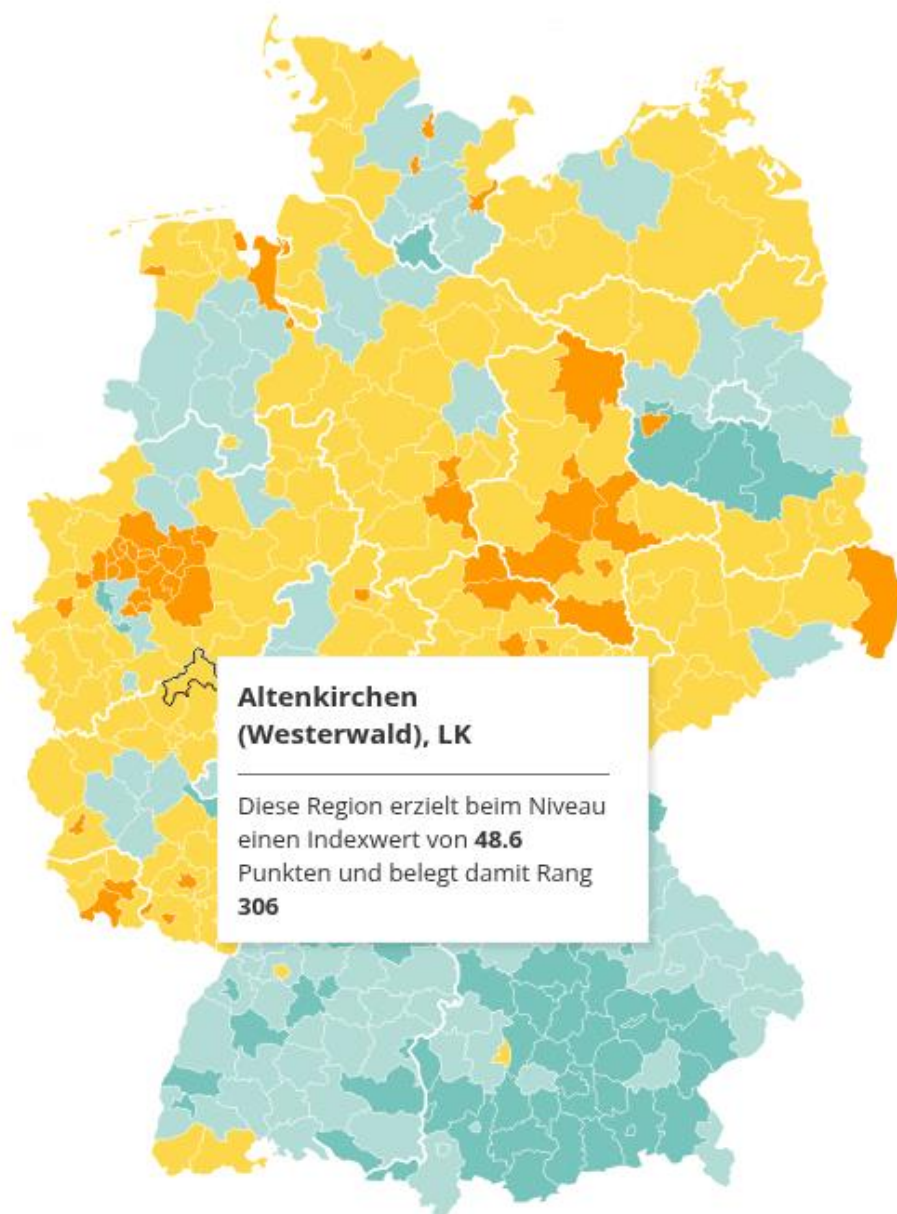 Altenkirchen
(Westerwald), LK
Diese Region erzielt beim Niveau
einen Indexwert von 48.6
Punkten und belegt damit Rang
306